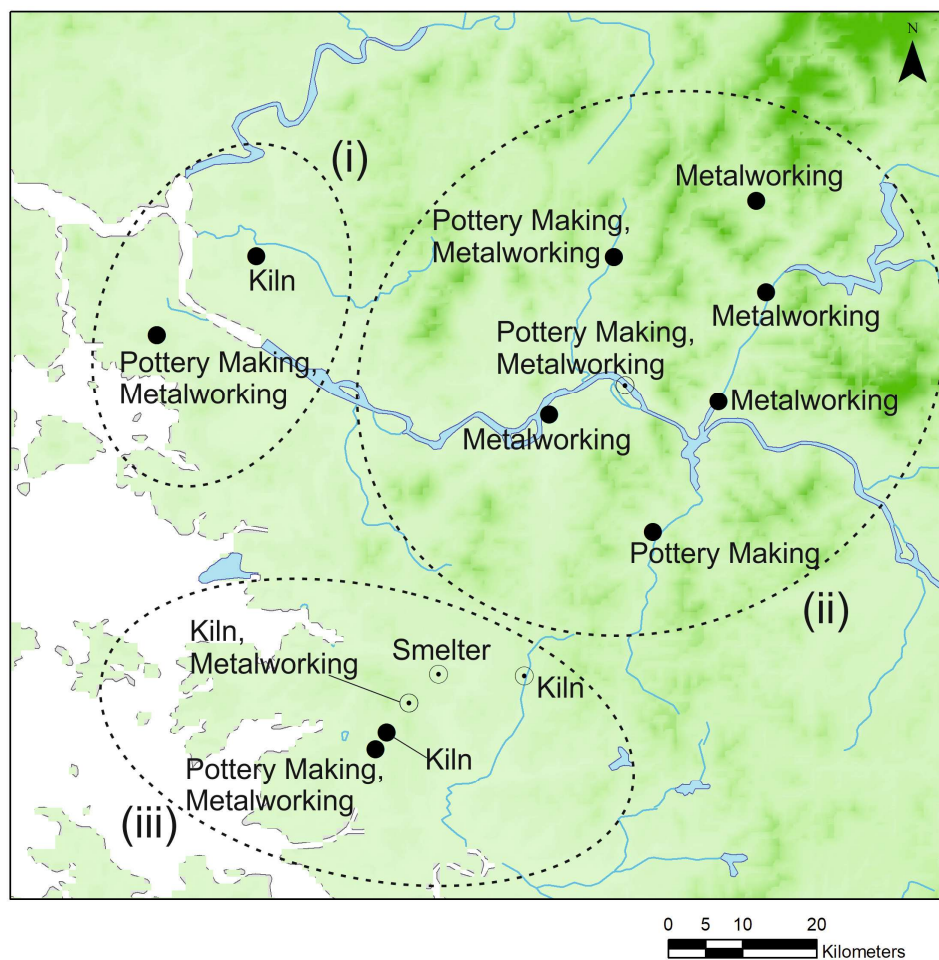 N
(i)
Metalworking
Pottery Making,
Metalworking
Kiln
Metalworking
Pottery Making,
Metalworking
Pottery Making,
Metalworking
Metalworking
Metalworking
Pottery Making
(ii)
Kiln,
Metalworking
Smelter
Kiln
Kiln
Pottery Making,
Metalworking
(iii)
0 5 10 20
Kilometers